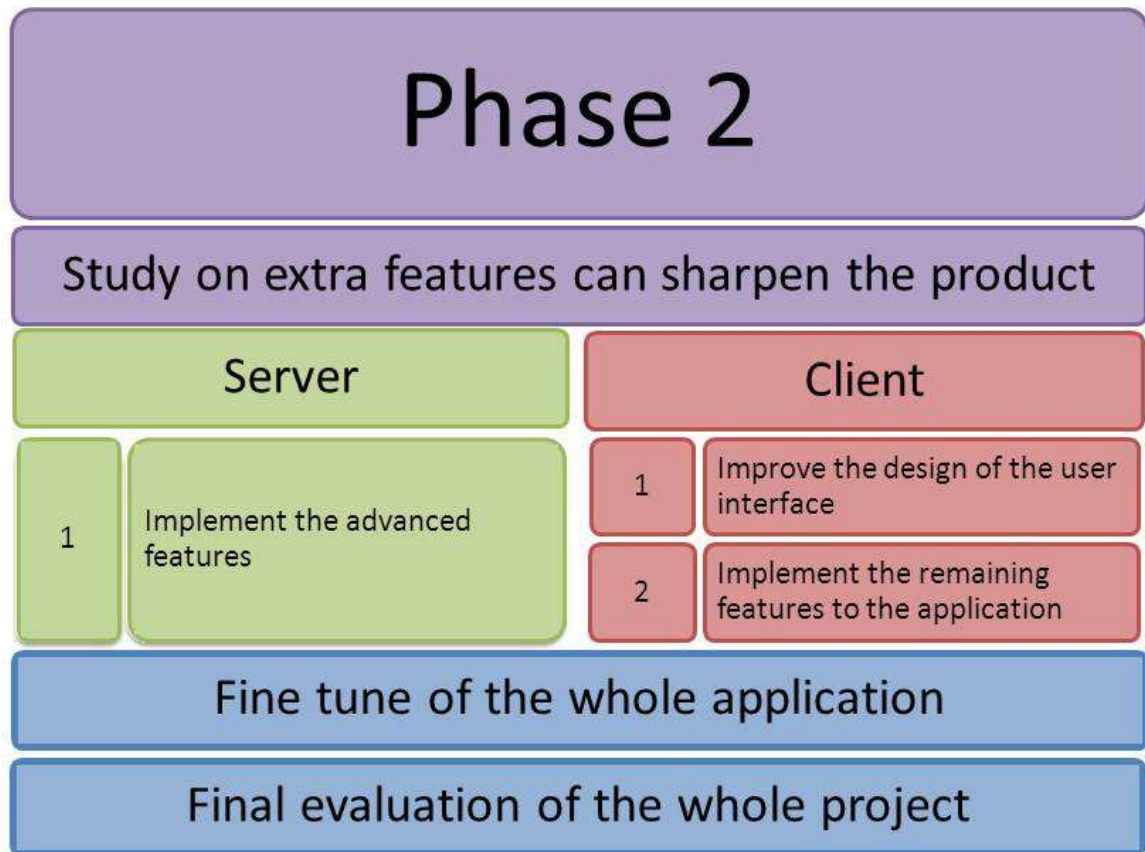 Phase 2
Study on extra features can sharpen the product
Server
Client
1
Implement the advanced
features
1
Improve the design of the user
interface
2
Implement the remaining
features to the application
Fine tune of the whole application
Final evaluation of the whole project